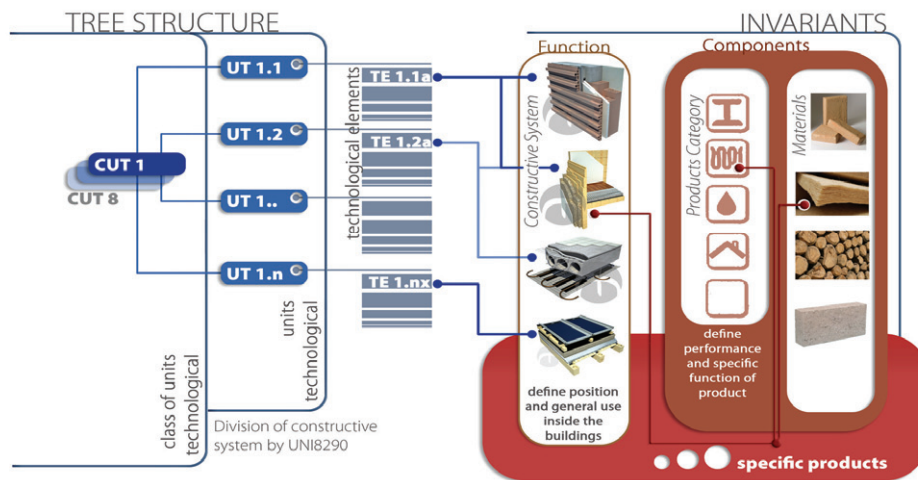 TREE STRUCTURE
INVARIANTS
UT 1.1
UT 1.2
UT 1..
UT 1.n
CUT 1
CUT 8
class of units
technological
units
technological
Division of constructive
system by UNI8290
technological elements
TE 1.1a
TE 1.2a
TE 1.nx
Function
Constructive System
define position
and general use
inside the
buildings
Components
Products Category
Materials
define
performance
and specific
function of
product
specific products